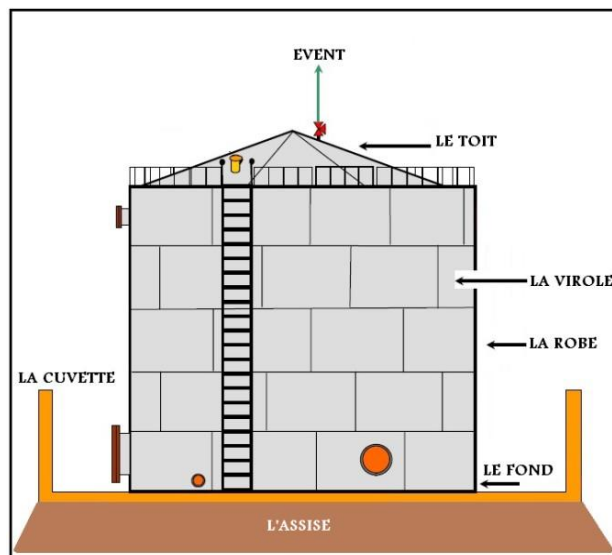 EVENT
LE TOIT
LA VIROLE
LA ROBE
LA CUVETTE
LE FOND
L'ASSISE